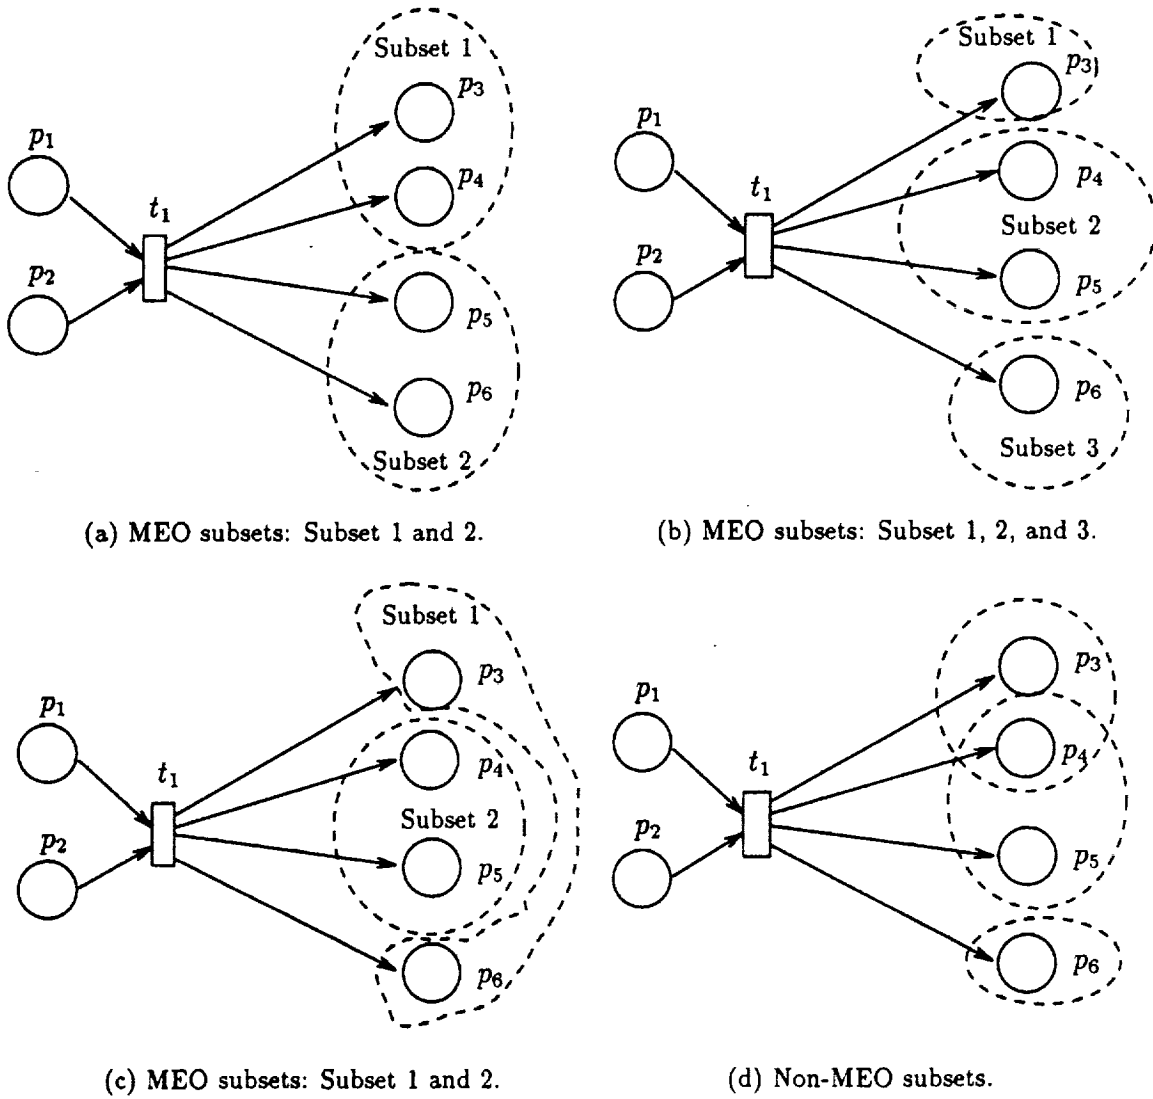 Subset 1
p3
p1
p4
t1
p2
p5
p6
Subset 2
(a) MEO subsets: Subset 1 and 2.
Subset 1
p3
p1
p4
t1
Subset 2
p2
p5
p6
Subset 3
(b) MEO subsets: Subset 1, 2, and 3.
Subset 1
p3
p1
p4
t1
Subset 2
p2
p5
p6
(c) MEO subsets: Subset 1 and 2.
p3
p1
p4
t1
p2
p5
p6
(d) Non-MEO subsets.